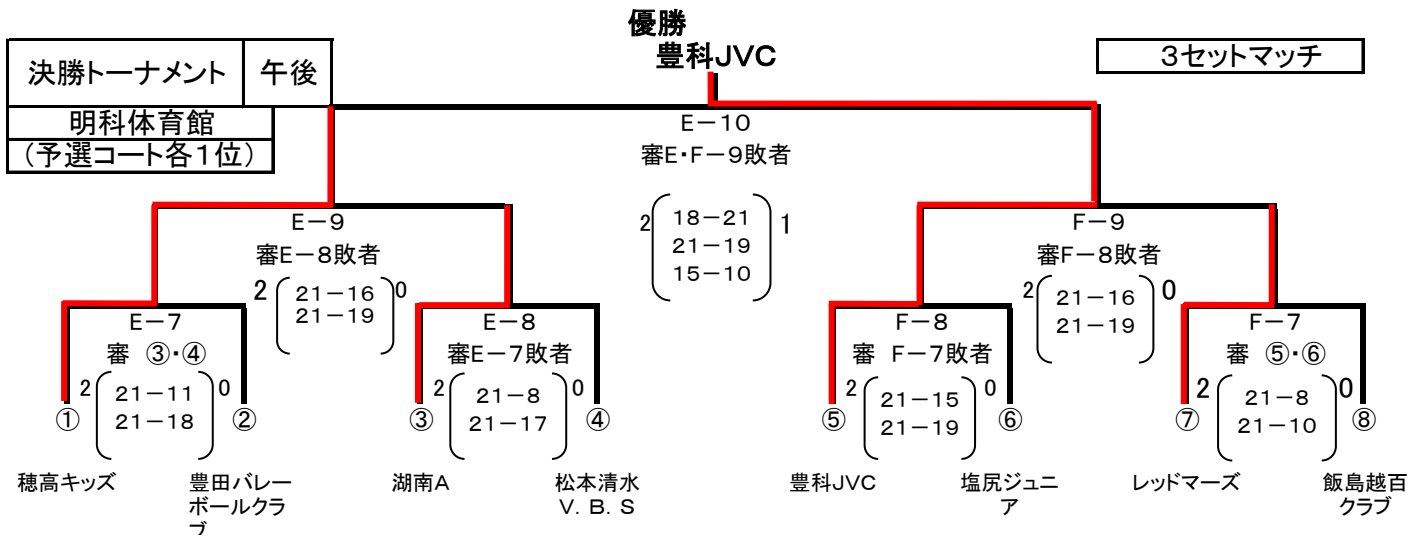 優勝
豊科JVC
決勝トーナメント 午後
3セットマッチ
明科体育館
(予選コート各1位)
E-10
審E・F-9敗者
2 18-21 1
21-19
15-10
E-9
審E-8敗者
2 21-16 0
21-19
F-9
審F-8敗者
2 21-16 0
21-19
E-7
審 ③・④
2 21-11 0
21-18
① ②
E-8
審E-7敗者
2 21-8 0
21-17
③ ④
F-8
審 F-7敗者
2 21-15 0
21-19
⑤ ⑥
F-7
審 ⑤・⑥
2 21-8 0
21-10
⑦ ⑧
穂高キッズ
豊田バレー
ボールクラ
ブ
湖南A
松本清水
V.B.S
豊科JVC
塩尻ジュニ
ア
レッドマーズ
飯島越百
クラブ